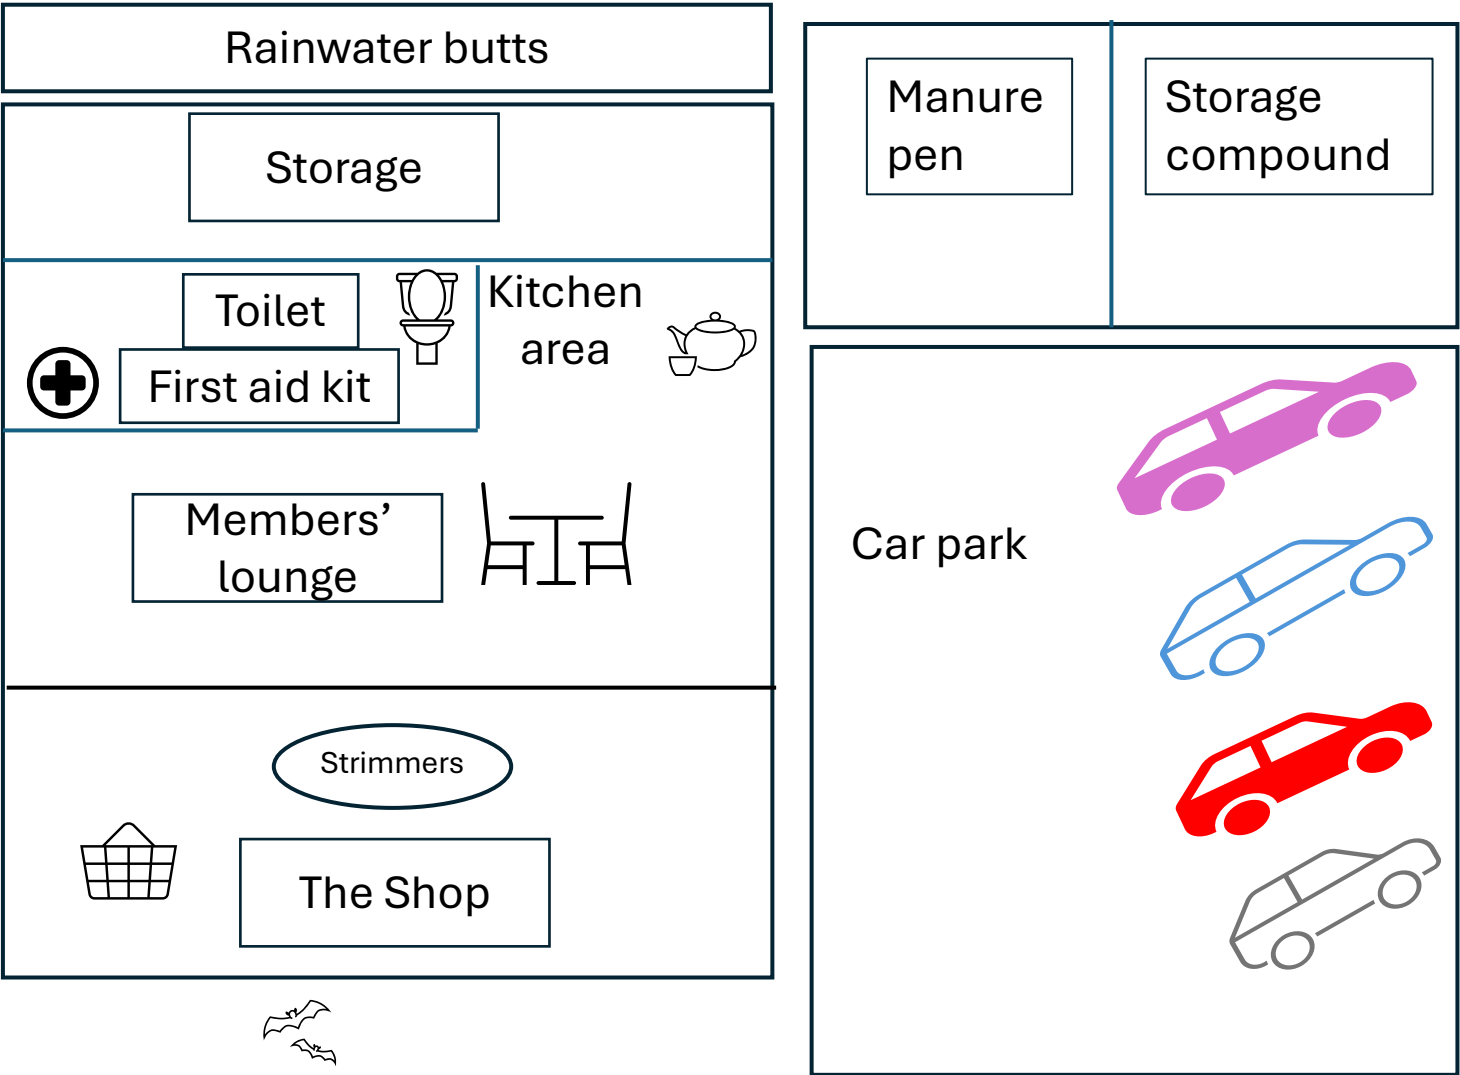 Rainwater butts
Storage
Toilet
First aid kit
Kitchen
area
Members’
lounge
Strimmers
The Shop
Manure
pen
Storage
compound
Car park